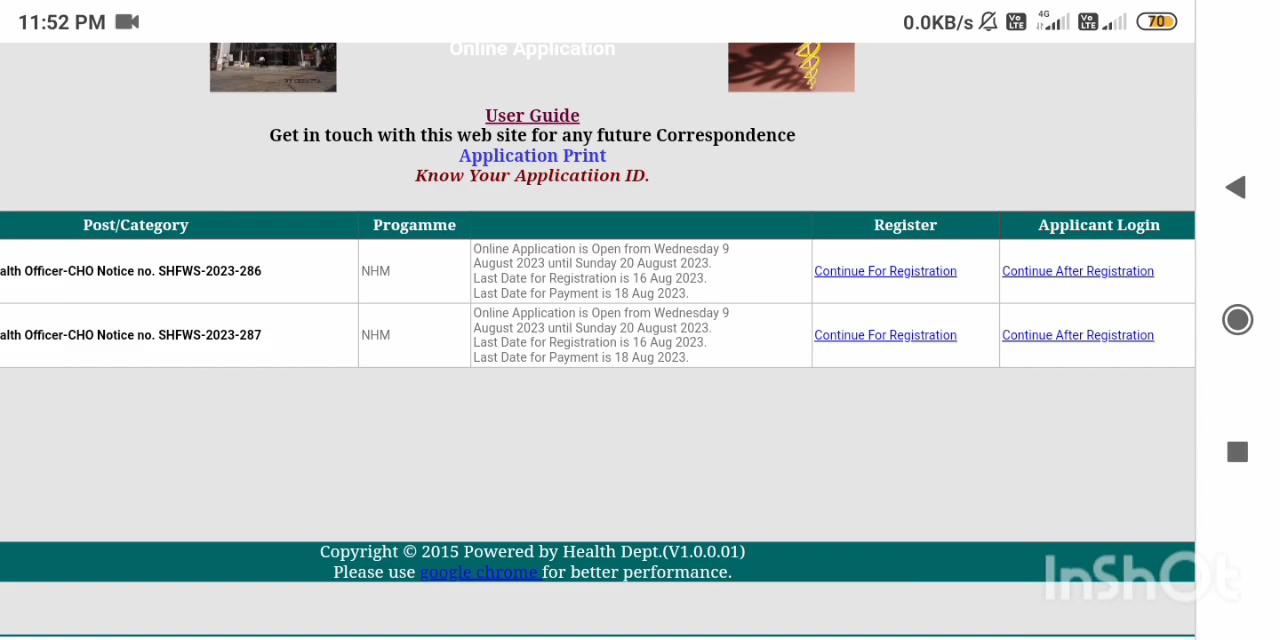 11:52 PM
0.0KB/s
4G
Vo
LTE
Vo
LTE
70
Online Application
User Guide
Get in touch with this web site for any future Correspondence
Application Print
Know Your Applicatiion ID.
Post/Category
Progamme
Register
Applicant Login
alth Officer-CHO Notice no. SHFWS-2023-286
NHM
Online Application is Open from Wednesday 9
August 2023 until Sunday 20 August 2023.
Last Date for Registration is 16 Aug 2023.
Last Date for Payment is 18 Aug 2023.
Continue For Registration
Continue After Registration
alth Officer-CHO Notice no. SHFWS-2023-287
NHM
Online Application is Open from Wednesday 9
August 2023 until Sunday 20 August 2023.
Last Date for Registration is 16 Aug 2023.
Last Date for Payment is 18 Aug 2023.
Continue For Registration
Continue After Registration
Copyright © 2015 Powered by Health Dept.(V1.0.0.01)
Please use google chrome for better performance.
InShOt